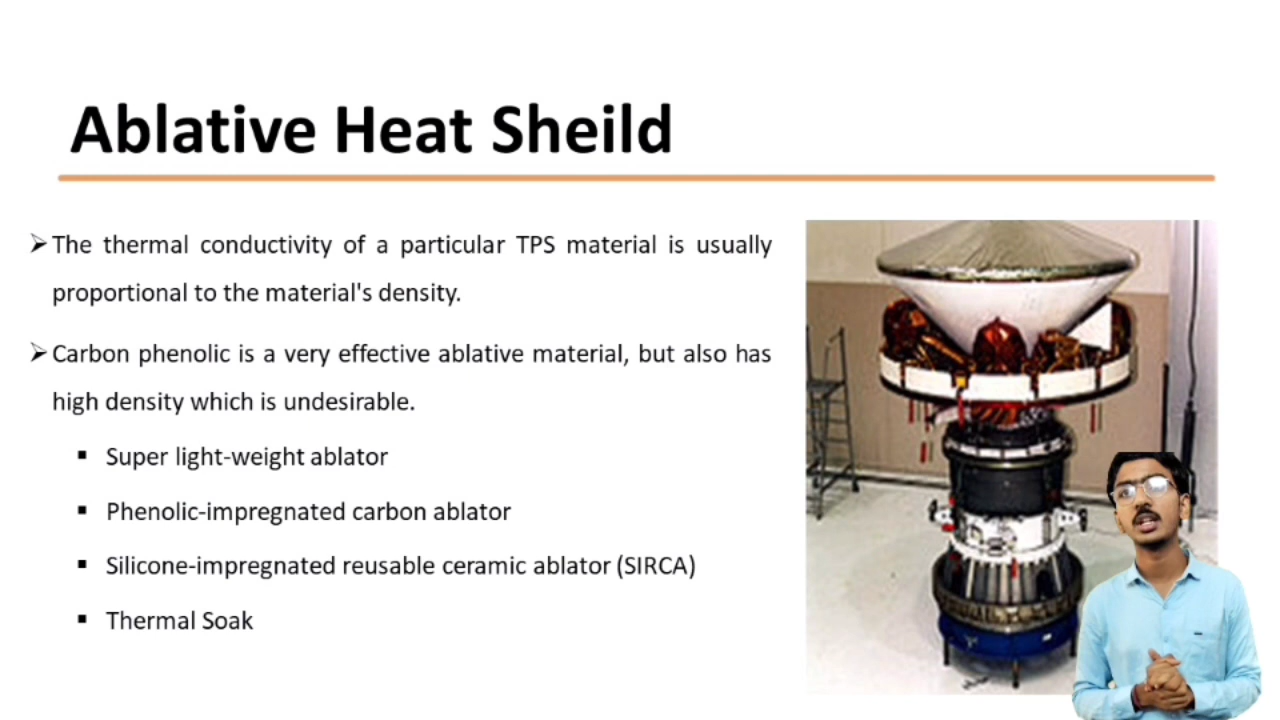 Ablative Heat Sheild
➢ The thermal conductivity of a particular TPS material is usually
proportional to the material's density.
➢ Carbon phenolic is a very effective ablative material, but also has
high density which is undesirable.
▪ Super light-weight ablator
▪ Phenolic-impregnated carbon ablator
▪ Silicone-impregnated reusable ceramic ablator (SIRCA)
▪ Thermal Soak